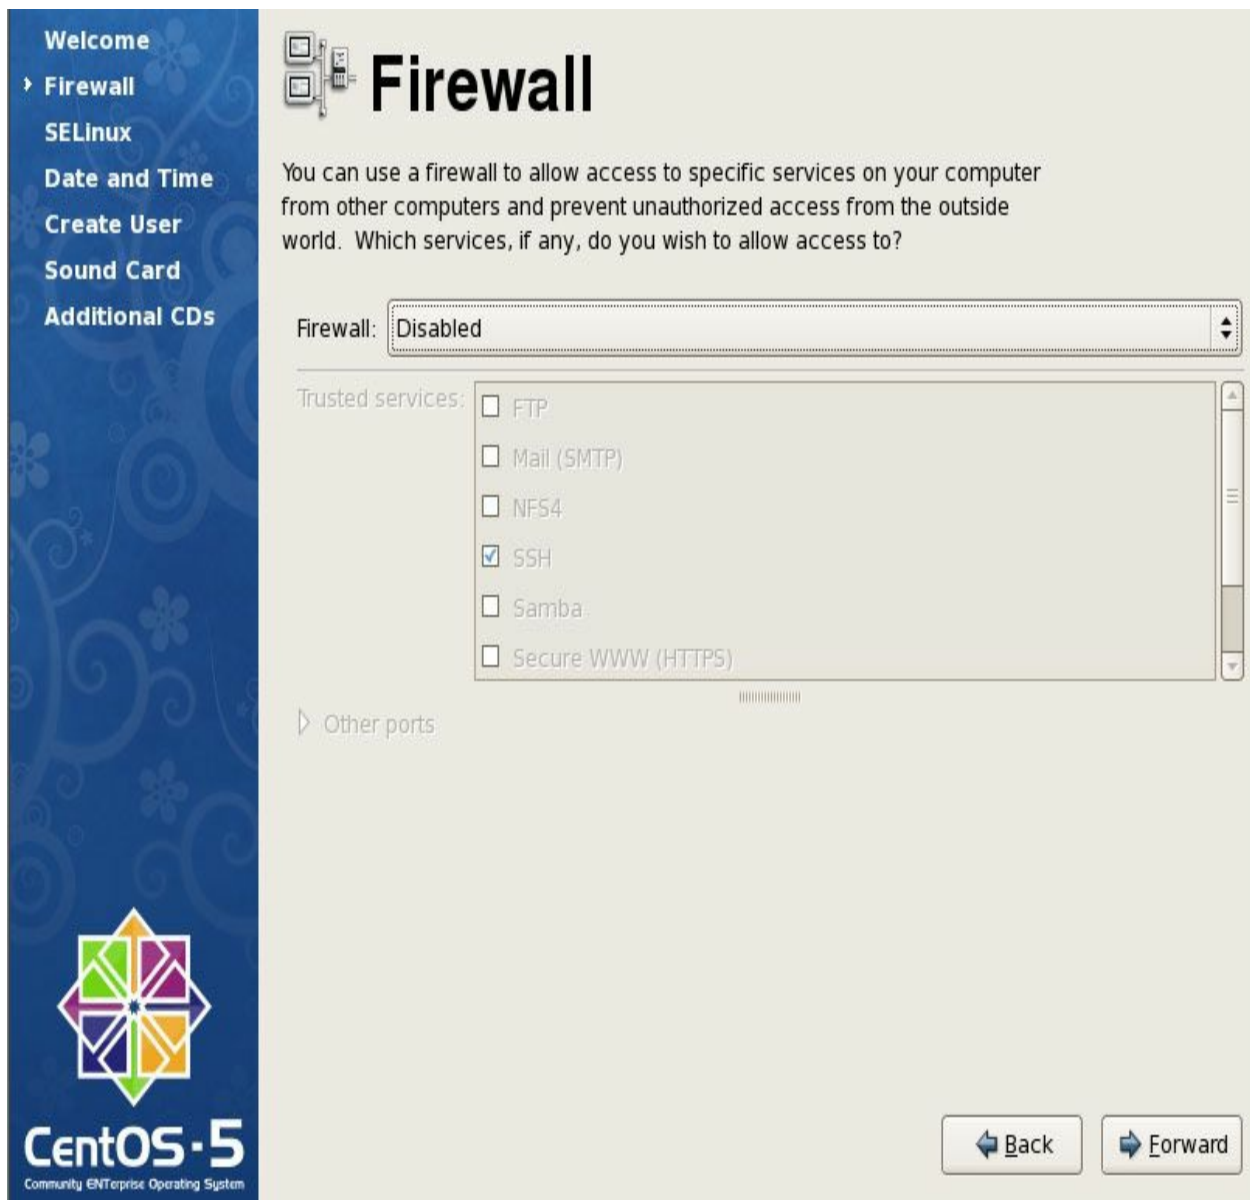 Welcome
Firewall
SELinux
Date and Time
Create User
Sound Card
Additional CDs
Firewall
You can use a firewall to allow access to specific services on your computer
from other computers and prevent unauthorized access from the outside
world. Which services, if any, do you wish to allow access to?
Firewall: Disabled
Trusted services:
FTP
Mail (SMTP)
NFS4
SSH
Samba
Secure WWW (HTTPS)
Other ports
CentOS-5
Community ENTerprise Operating System
Back
Forward